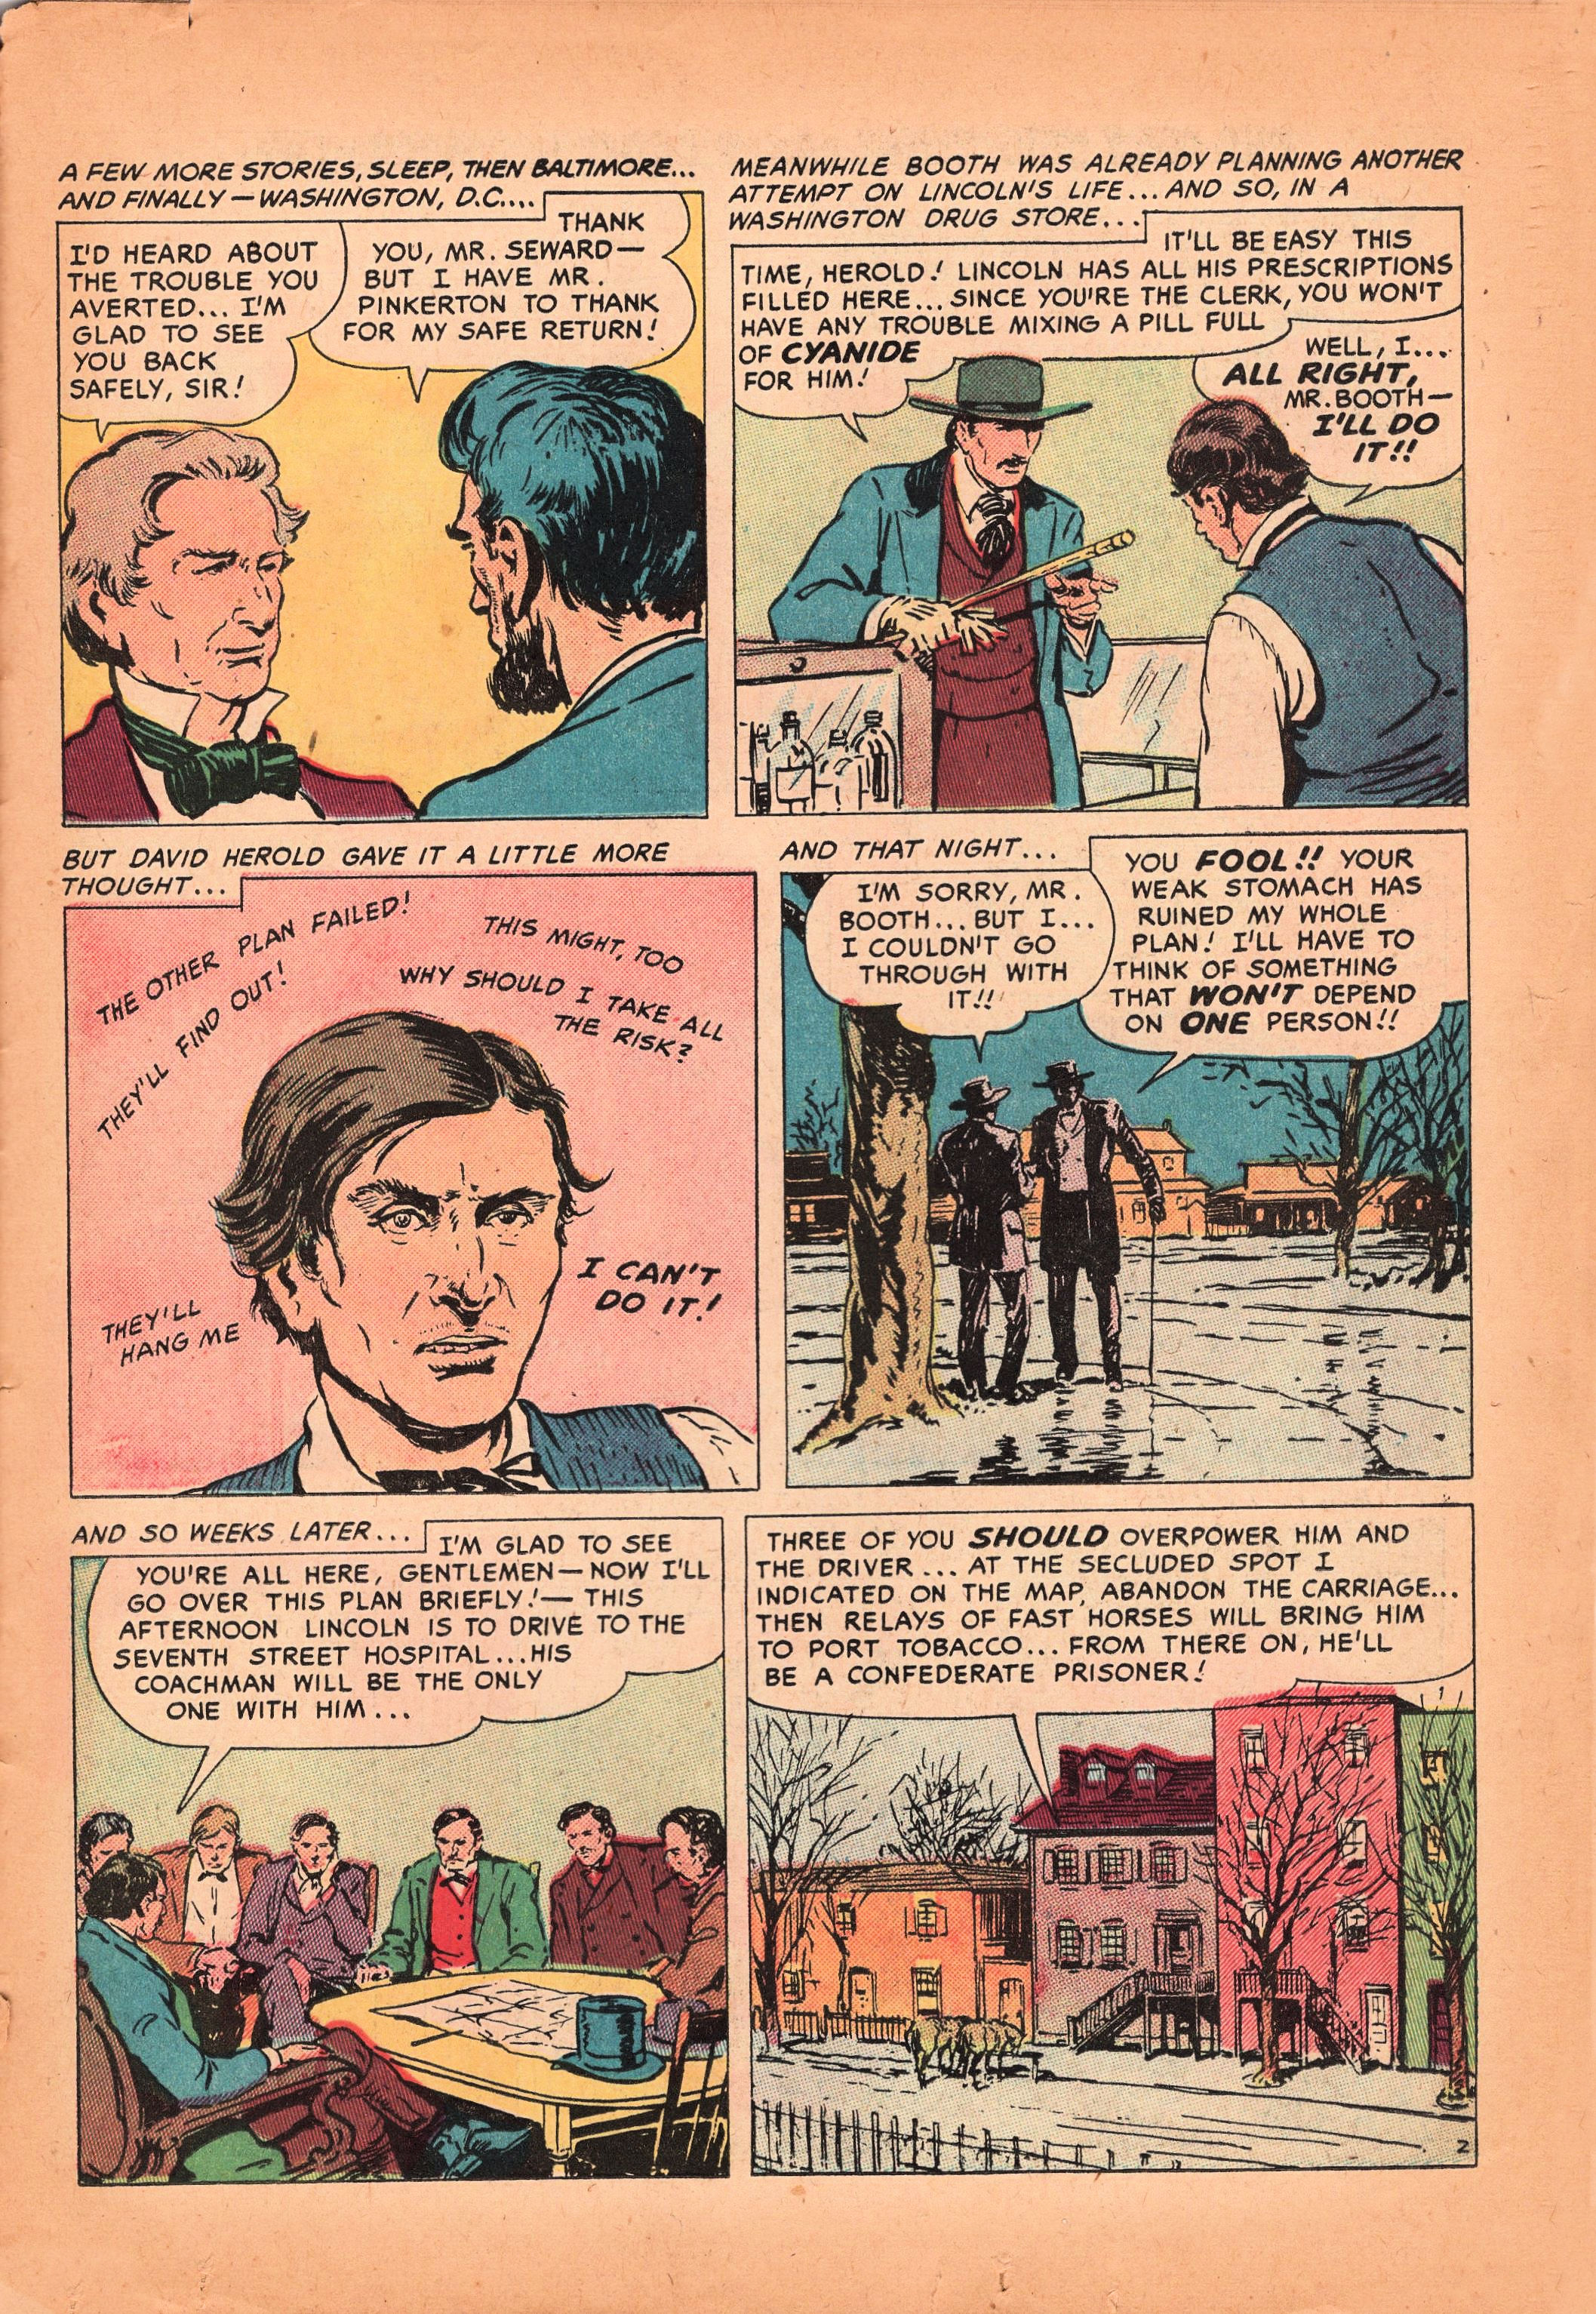 A FEW MORE STORIES, SLEEP, THEN BALTIMORE...
AND FINALLY — WASHINGTON, D.C....
I'D HEARD ABOUT
THE TROUBLE YOU
AVERTED... I'M
GLAD TO SEE
YOU BACK
SAFELY, SIR!
THANK
YOU, MR. SEWARD—
BUT I HAVE MR.
PINKERTON TO THANK
FOR MY SAFE RETURN!
MEANWHILE BOOTH WAS ALREADY PLANNING ANOTHER
ATTEMPT ON LINCOLN'S LIFE... AND SO, IN A
WASHINGTON DRUG STORE...
IT'LL BE EASY THIS
TIME, HEROLD! LINCOLN HAS ALL HIS PRESCRIPTIONS
FILLED HERE... SINCE YOU'RE THE CLERK, YOU WON'T
HAVE ANY TROUBLE MIXING A PILL FULL
OF CYANIDE
FOR HIM!
WELL, I...
ALL RIGHT,
MR. BOOTH—
I'LL DO
IT!!
BUT DAVID HEROLD GAVE IT A LITTLE MORE
THOUGHT...
THE OTHER PLAN FAILED!
THEY'LL FIND OUT!
THIS MIGHT, TOO
WHY SHOULD I TAKE ALL
THE RISK?
THEY'LL
HANG ME
I CAN'T
DO IT!
AND THAT NIGHT...
I'M SORRY, MR.
BOOTH... BUT I...
I COULDN'T GO
THROUGH WITH
IT!!
YOU FOOL!! YOUR
WEAK STOMACH HAS
RUINED MY WHOLE
PLAN! I'LL HAVE TO
THINK OF SOMETHING
THAT WON'T DEPEND
ON ONE PERSON!!
AND SO WEEKS LATER...
I'M GLAD TO SEE
YOU'RE ALL HERE, GENTLEMEN — NOW I'LL
GO OVER THIS PLAN BRIEFLY! — THIS
AFTERNOON LINCOLN IS TO DRIVE TO THE
SEVENTH STREET HOSPITAL... HIS
COACHMAN WILL BE THE ONLY
ONE WITH HIM...
THREE OF YOU SHOULD OVERPOWER HIM AND
THE DRIVER... AT THE SECLUDED SPOT I
INDICATED ON THE MAP, ABANDON THE CARRIAGE...
THEN RELAYS OF FAST HORSES WILL BRING HIM
TO PORT TOBACCO... FROM THERE ON, HE'LL
BE A CONFEDERATE PRISONER!
2